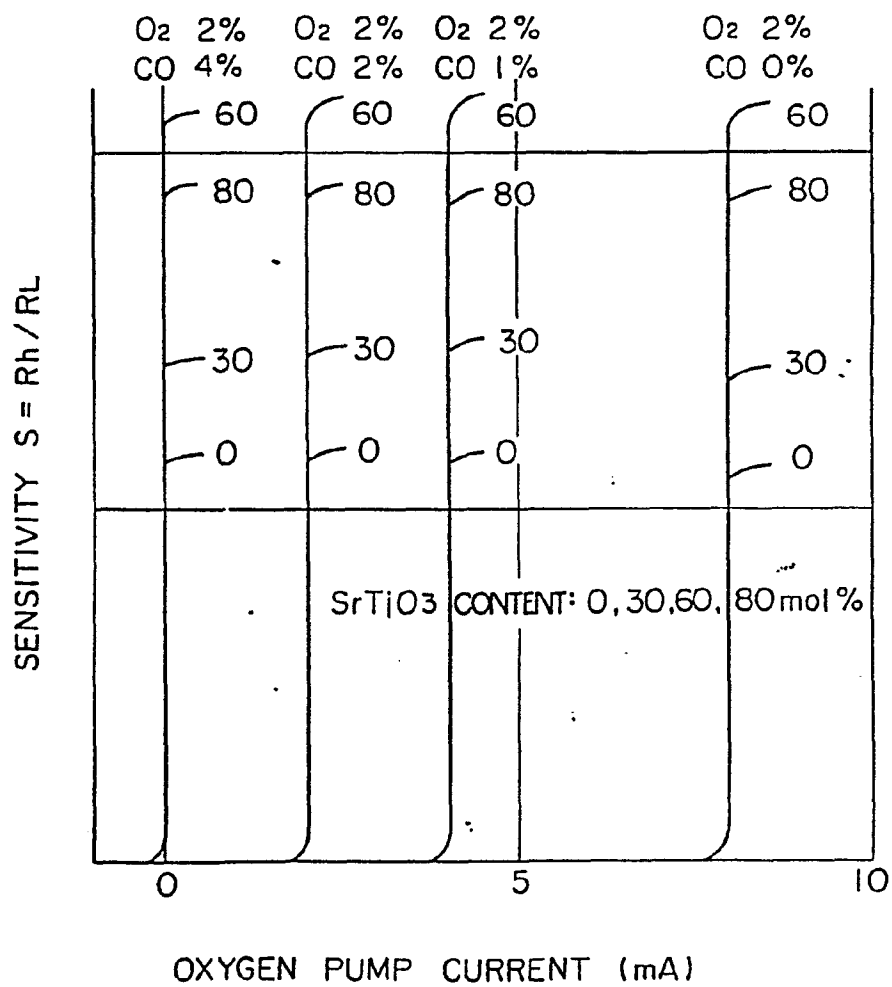 O2 2% O2 2% O2 2% O2 2%
CO 4% CO 2% CO 1% CO 0%
60 60 60 60
80 80 80 80
30 30 30 30
0 0 0 0
SENSITIVITY S = Rh/RL
SrTiO3 CONTENT: 0,30,60, 80mol%
0 5 10
OXYGEN PUMP CURRENT (mA)